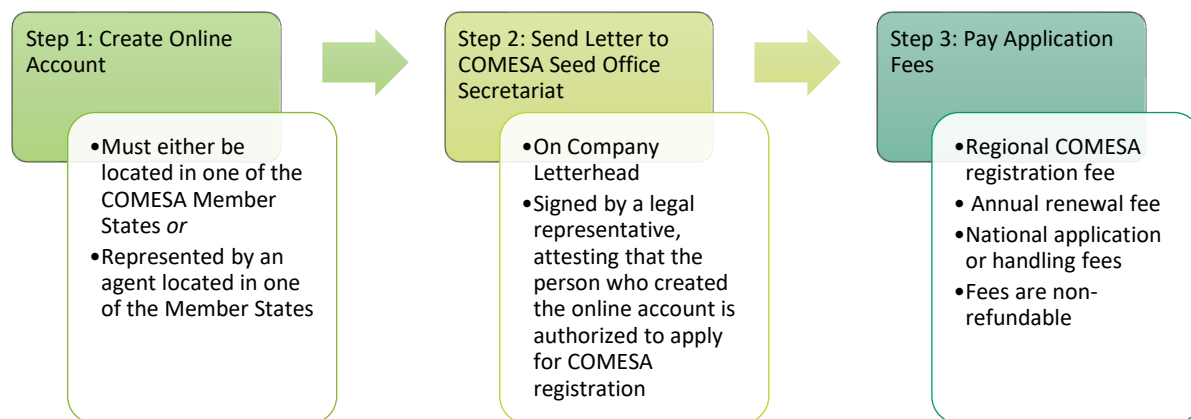 Step 1: Create Online
Account
•Must either be
located in one of the
COMESA Member
States or
•Represented by an
agent located in one
of the Member States
Step 2: Send Letter to
COMESA Seed Office
Secretariat
•On Company
Letterhead
•Signed by a legal
representative,
attesting that the
person who created
the online account is
authorized to apply
for COMESA
registration
Step 3: Pay Application
Fees
•Regional COMESA
registration fee
• Annual renewal fee
•National application
or handling fees
•Fees are non-
refundable